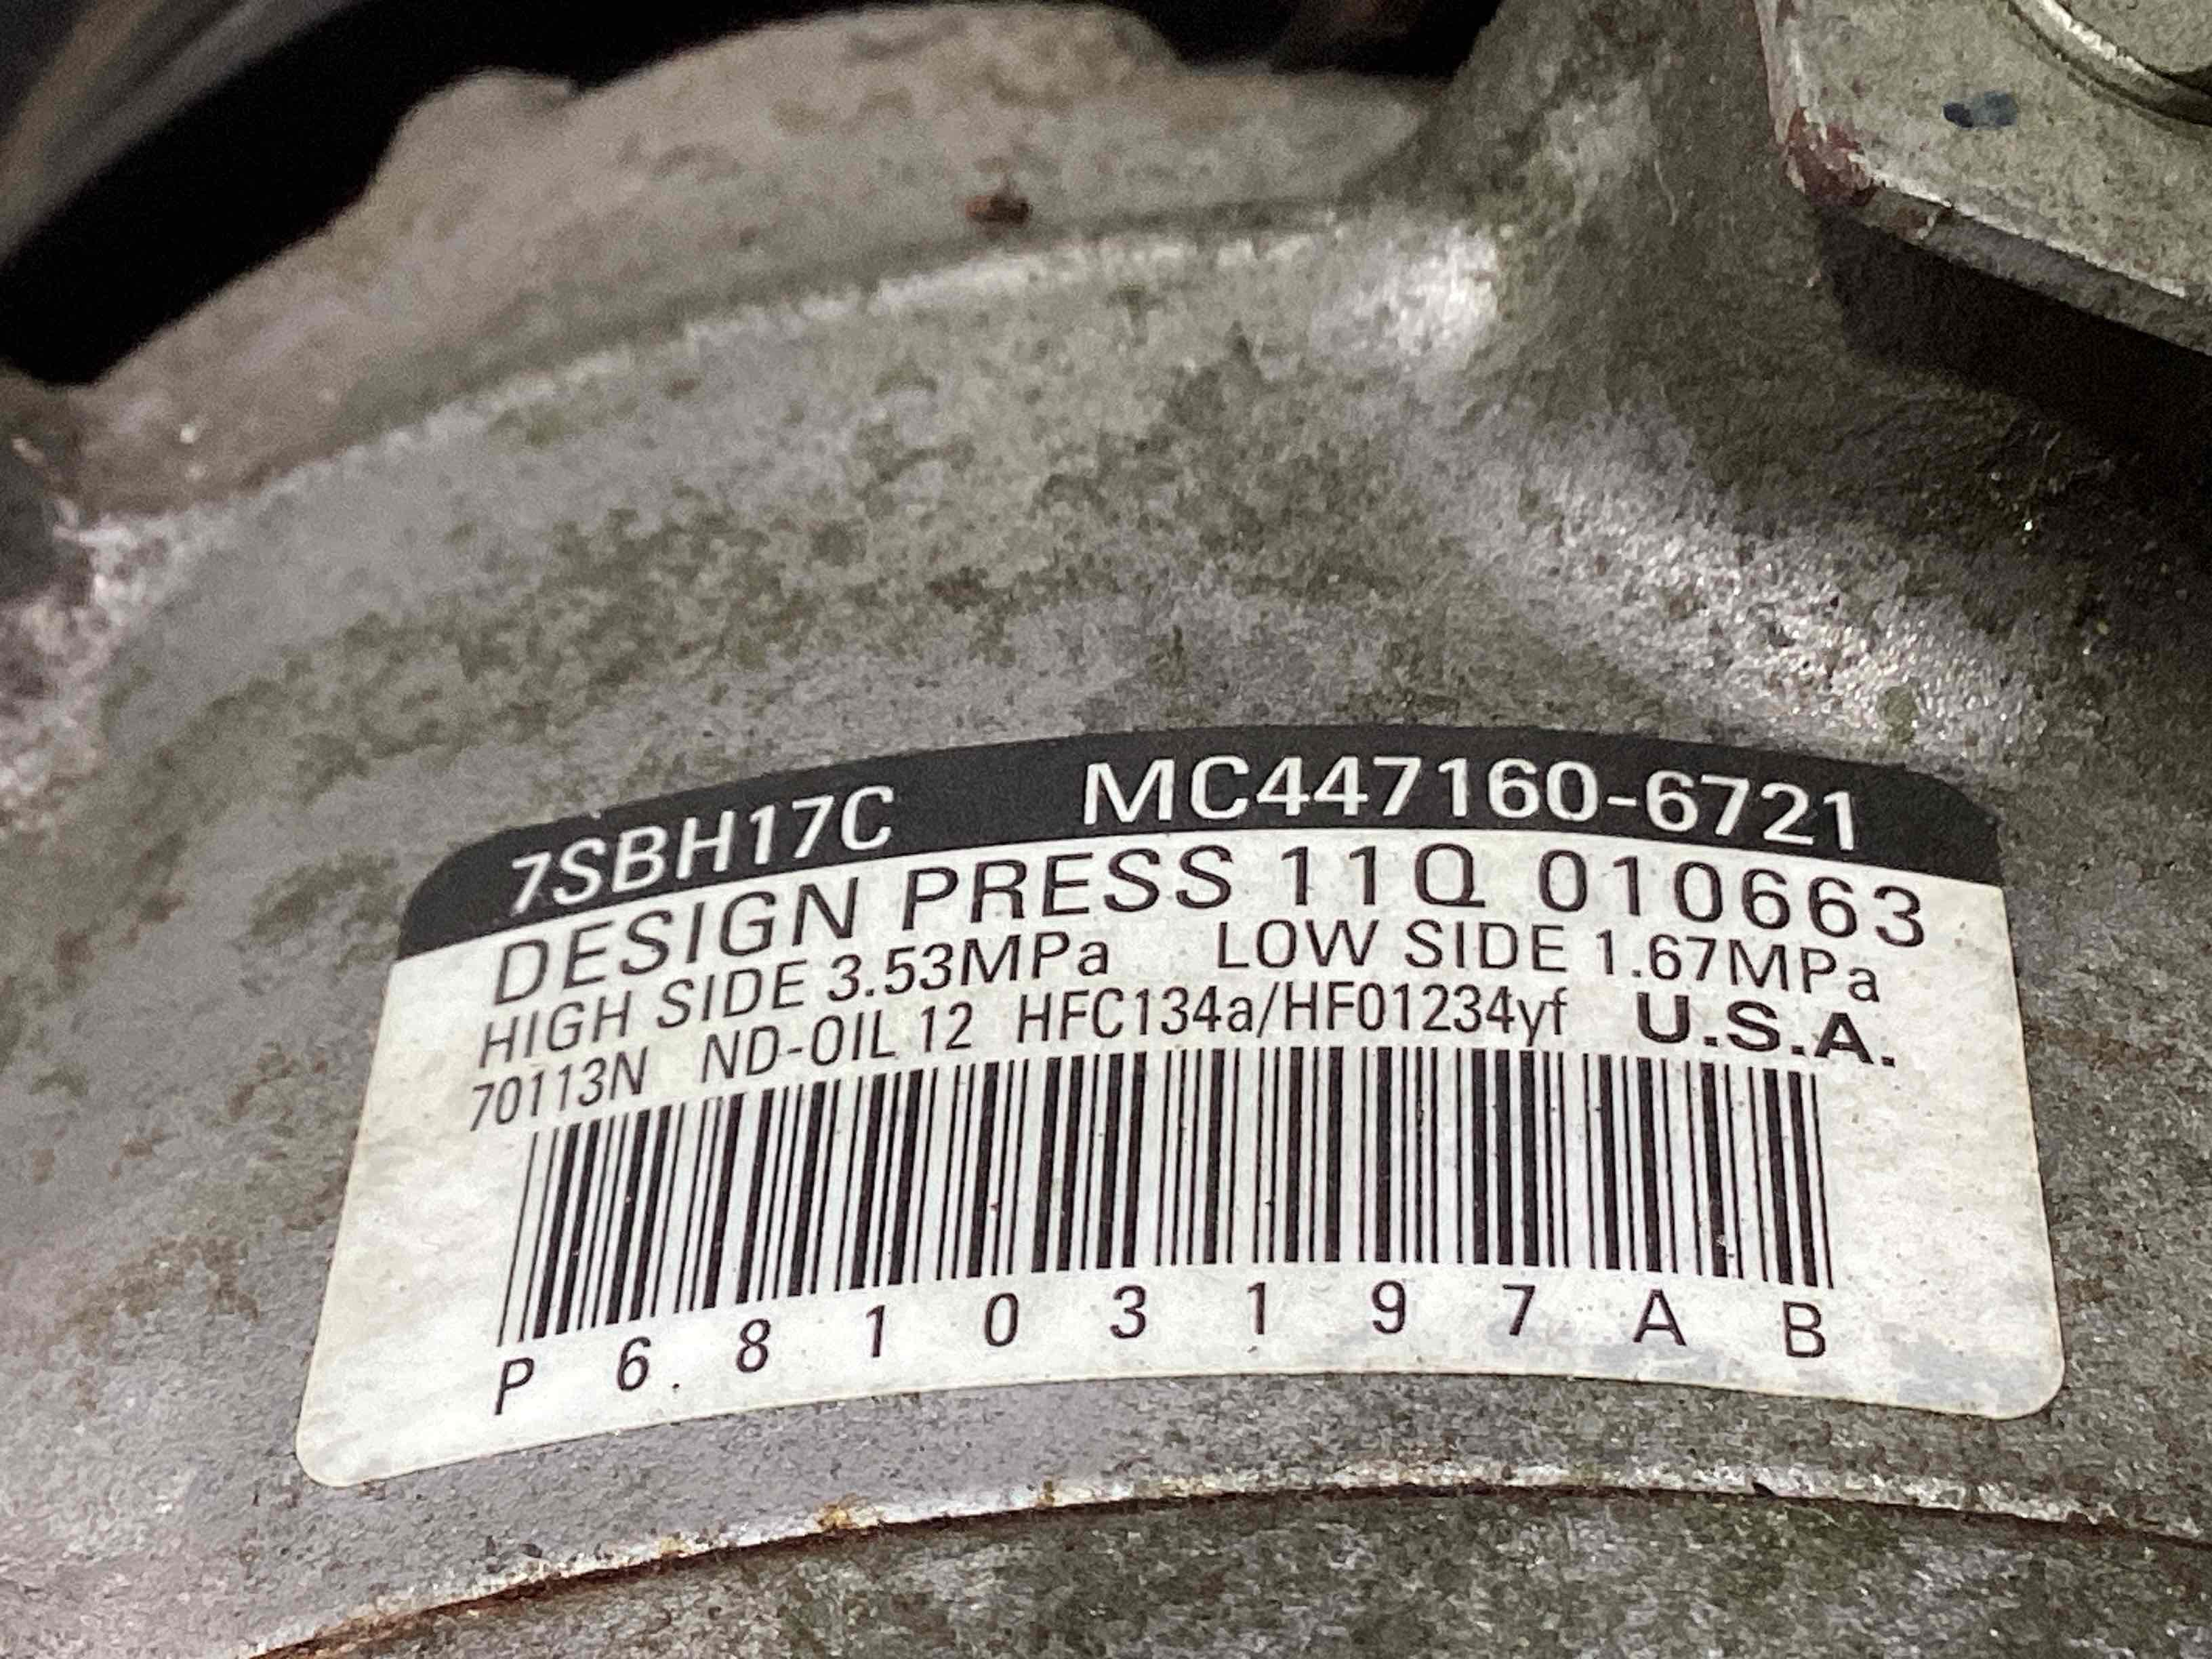 7SBH17C MC447160-6721
DESIGN PRESS 11Q 010663
HIGH SIDE 3.53MPa LOW SIDE 1.67MPa
70113N ND-OIL 12 HFC134a/HFO1234yf U.S.A.
P 6 8 1 0 3 1 9 7 A B